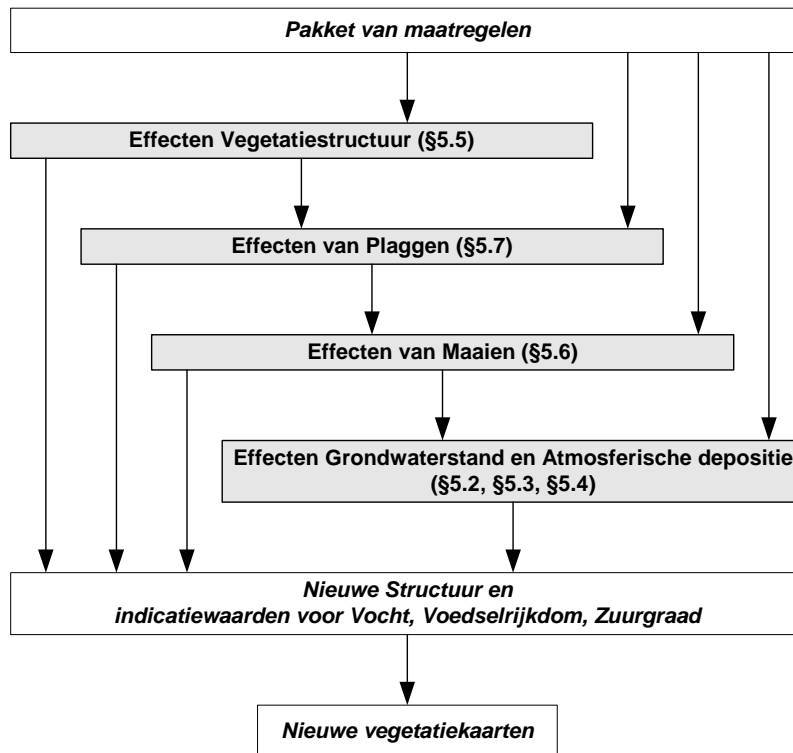 Pakket van maatregelen
Effecten Vegetatiestructuur (§5.5)
Effecten van Plaggen (§5.7)
Effecten van Maaien (§5.6)
Effecten Grondwaterstand en Atmosferische depositie
(§5.2, §5.3, §5.4)
Nieuwe Structuur en
indicatiewaarden voor Vocht, Voedselrijkdom, Zuurgraad
Nieuwe vegetatiekaarten